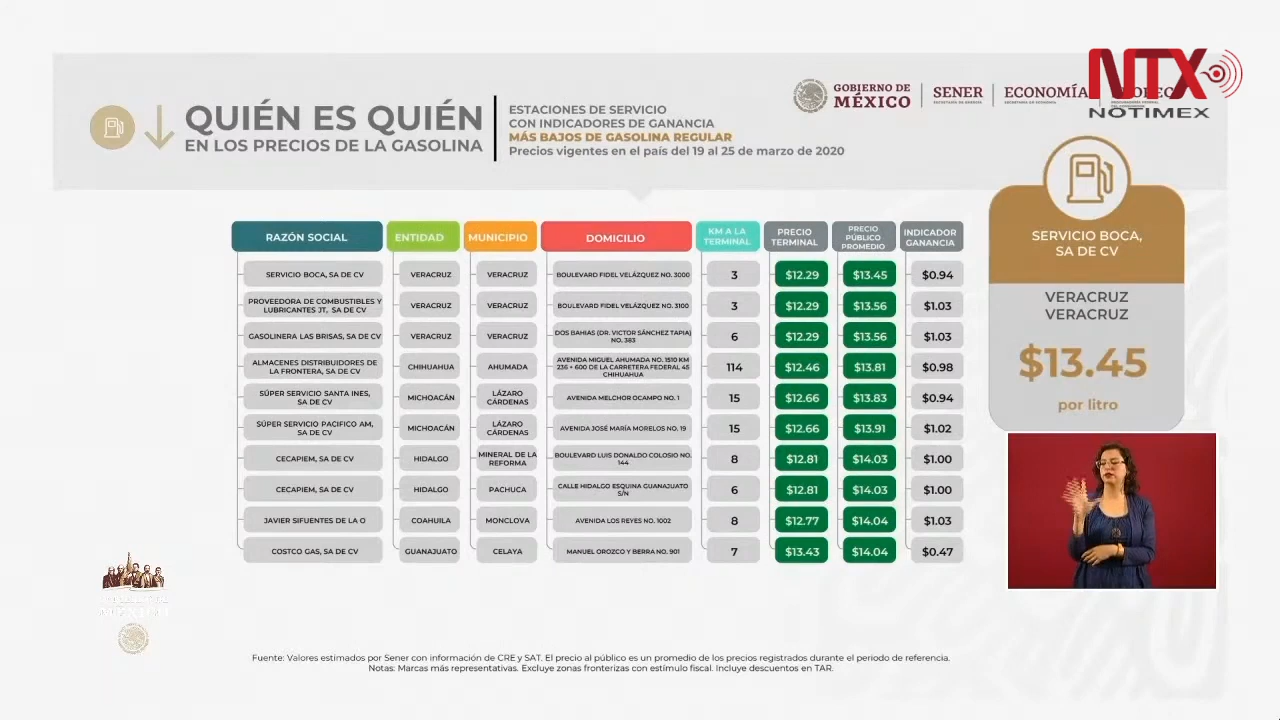 NTX
NOTIMEX
GOBIERNO DE
MÉXICO
SENER
SECRETARÍA DE ENERGÍA
ECONOMÍA
SECRETARÍA DE ECONOMÍA
QUIÉN ES QUIÉN
EN LOS PRECIOS DE LA GASOLINA
ESTACIONES DE SERVICIO
CON INDICADORES DE GANANCIA
MÁS BAJOS DE GASOLINA REGULAR
Precios vigentes en el país del 19 al 25 de marzo de 2020
RAZÓN SOCIAL ENTIDAD MUNICIPIO DOMICILIO KM A LA TERMINAL PRECIO TERMINAL PRECIO PÚBLICO PROMEDIO INDICADOR GANANCIA
SERVICIO BOCA, SA DE CV VERACRUZ VERACRUZ BOULEVARD FIDEL VELÁZQUEZ NO. 3000 3 $12.29 $13.45 $0.94
PROVEEDORA DE COMBUSTIBLES Y LUBRICANTES JT, SA DE CV VERACRUZ VERACRUZ BOULEVARD FIDEL VELÁZQUEZ NO. 3100 3 $12.29 $13.56 $1.03
GASOLINERA LAS BRISAS, SA DE CV VERACRUZ VERACRUZ DOS BAHIAS (DR. VICTOR SÁNCHEZ TAPIA) NO. 383 6 $12.29 $13.56 $1.03
ALMACENES DISTRIBUIDORES DE LA FRONTERA, SA DE CV CHIHUAHUA AHUMADA AVENIDA MIGUEL AHUMADA NO. 1510 KM 236 + 600 DE LA CARRETERA FEDERAL 45 CHIHUAHUA 114 $12.46 $13.81 $0.98
SÚPER SERVICIO SANTA INES, SA DE CV MICHOACÁN LÁZARO CÁRDENAS AVENIDA MELCHOR OCAMPO NO. 1 15 $12.66 $13.83 $0.94
SÚPER SERVICIO PACIFICO AM, SA DE CV MICHOACÁN LÁZARO CÁRDENAS AVENIDA JOSÉ MARÍA MORELOS NO. 19 15 $12.66 $13.91 $1.02
CECAPIEM, SA DE CV HIDALGO MINERAL DE LA REFORMA BOULEVARD LUIS DONALDO COLOSIO NO. 144 8 $12.81 $14.03 $1.00
CECAPIEM, SA DE CV HIDALGO PACHUCA CALLE HIDALGO ESQUINA GUANAJUATO S/N 6 $12.81 $14.03 $1.00
JAVIER SIFUENTES DE LA O COAHUILA MONCLOVA AVENIDA LOS REYES NO. 1002 8 $12.77 $14.04 $1.03
COSTCO GAS, SA DE CV GUANAJUATO CELAYA MANUEL OROZCO Y BERRA NO. 901 7 $13.43 $14.04 $0.47
SERVICIO BOCA,
SA DE CV
VERACRUZ
VERACRUZ
$13.45
por litro
MÉXICO
Fuente: Valores estimados por Sener con información de CRE y SAT. El precio al público es un promedio de los precios registrados durante el periodo de referencia.
Notas: Marcas más representativas. Excluye zonas fronterizas con estímulo fiscal. Incluye descuentos en TAR.